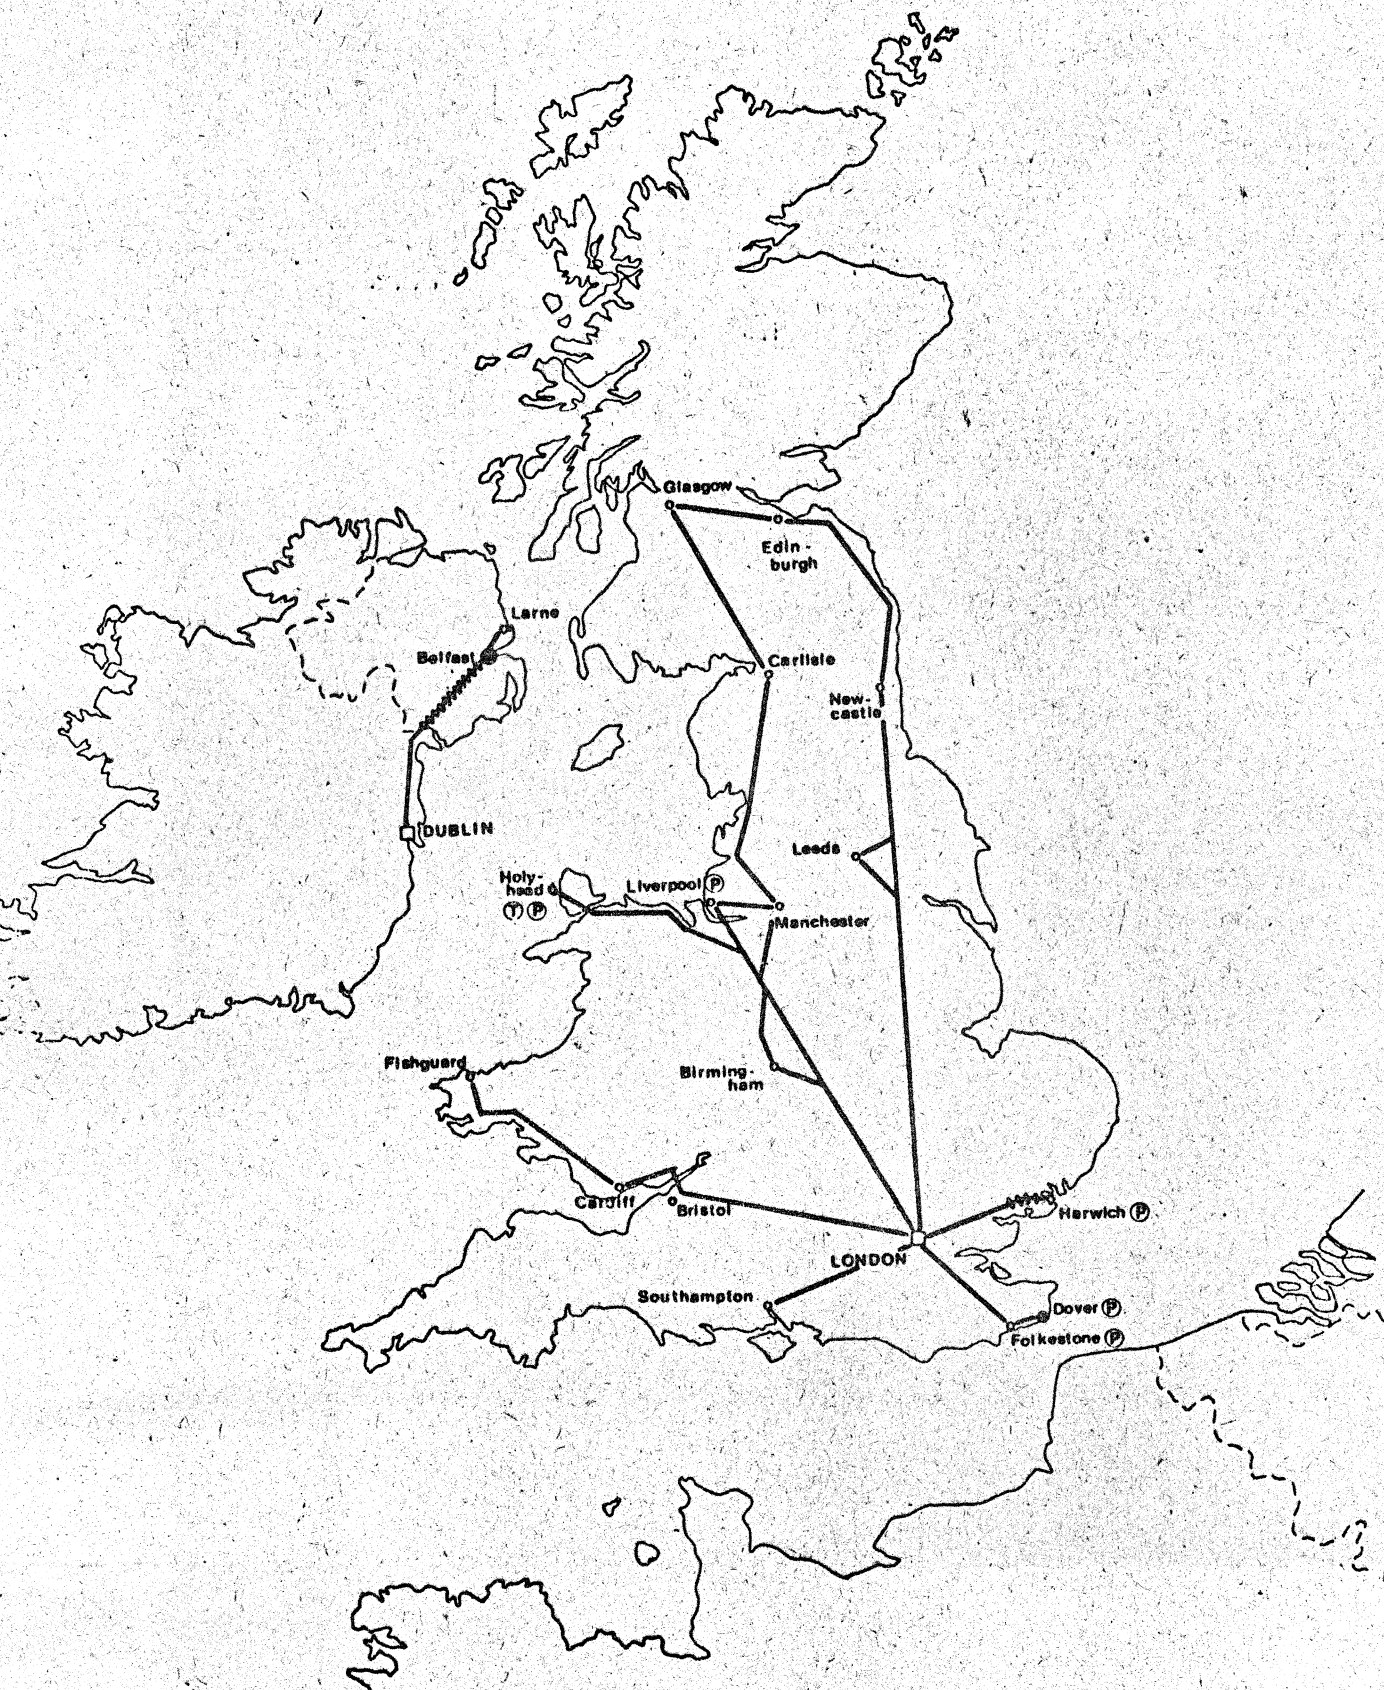 Glasgow
Edin-
burgh
Larne
Belfast
Carlisle
New-
castle
DUBLIN
Leeds
Holy-
head
Y P
Liverpool P
Manchester
Fishguard
Birming-
ham
Cardiff
Bristol
Harwich P
LONDON
Southampton
Dover P
Folkestone P